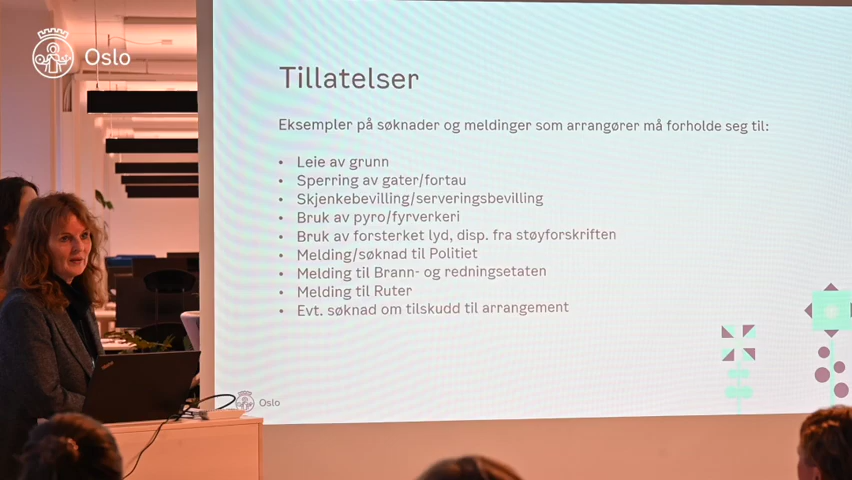 Oslo
Tillatelser
Eksempler på søknader og meldinger som arrangører må forholde seg til:
• Leie av grunn
• Sperring av gater/fortau
• Skjenkebevilling/serveringsbevilling
• Bruk av pyro/fyrverkeri
• Bruk av forsterket lyd, disp. fra støyforskriften
• Melding/søknad til Politiet
• Melding til Brann- og redningsetaten
• Melding til Ruter
• Evt. søknad om tilskudd til arrangement
Oslo